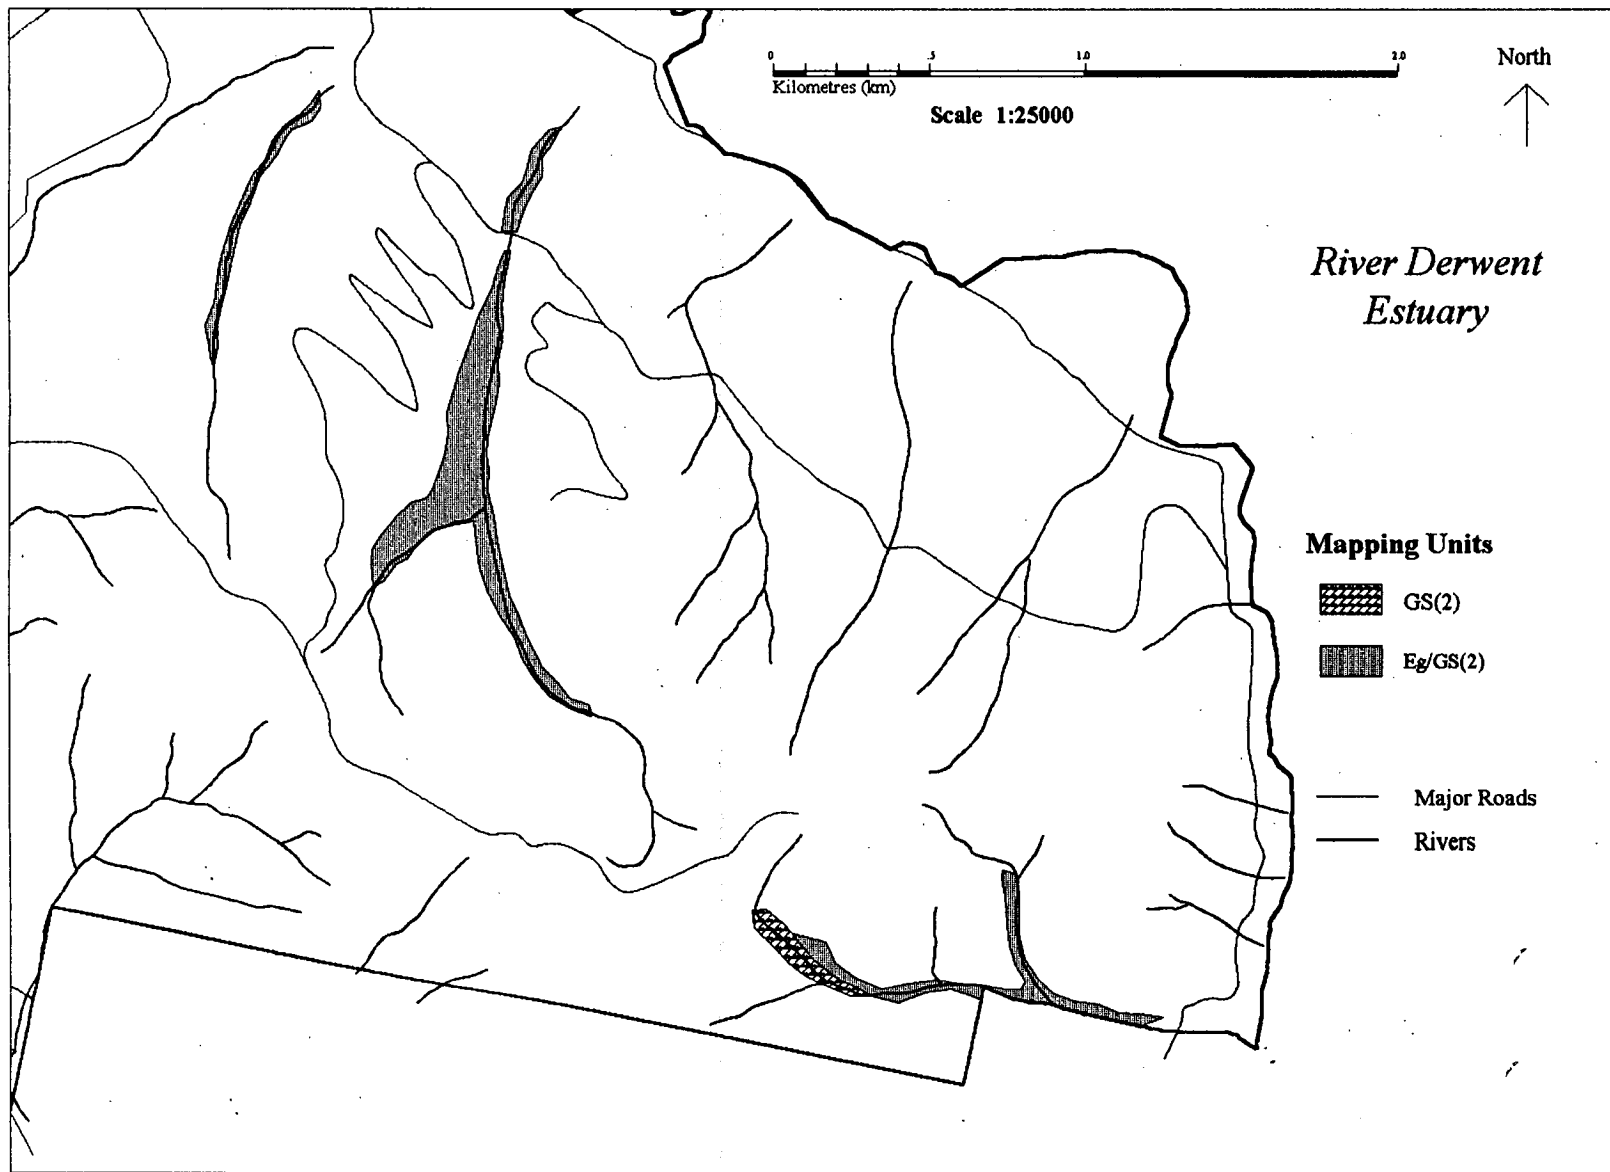 0 .5 1.0 2.0
Kilometres (km)
Scale 1:25000
North
River Derwent
Estuary
Mapping Units
GS(2)
Eg/GS(2)
Major Roads
Rivers